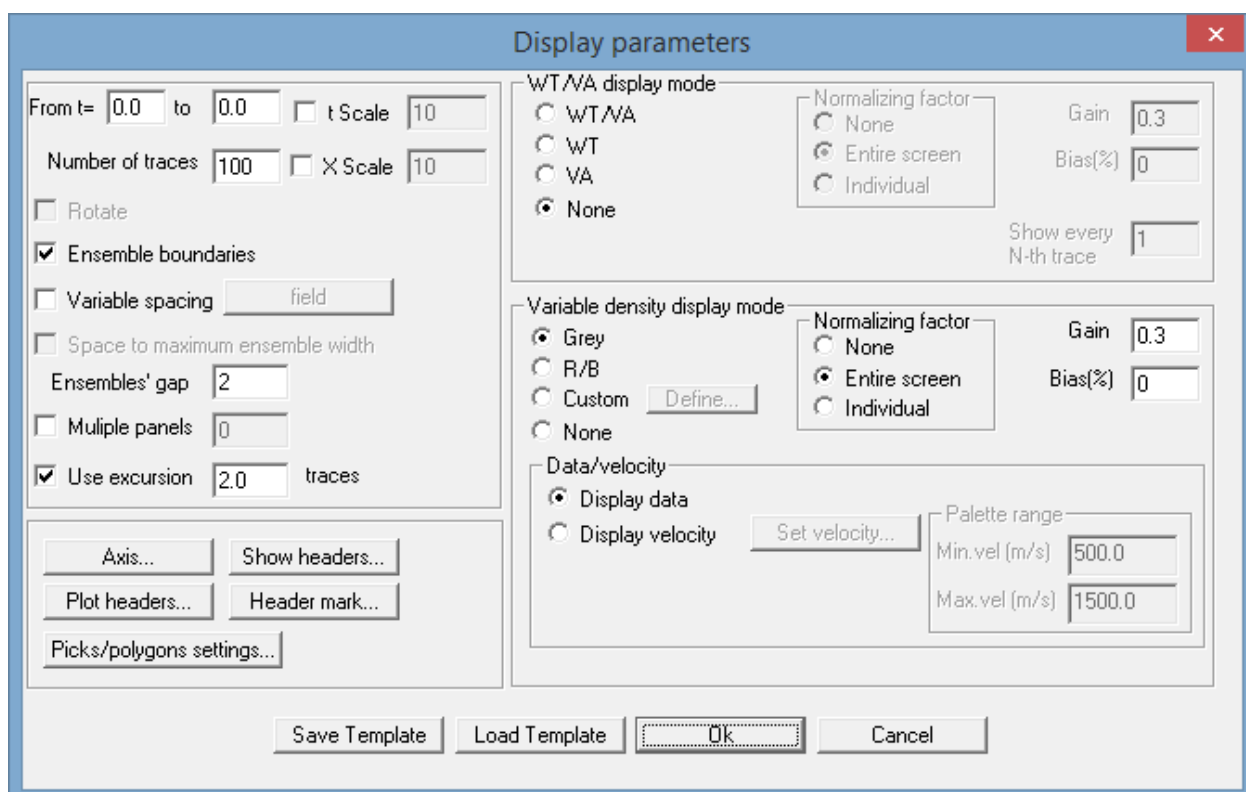 Display parameters
From t= 0.0 to 0.0 t Scale 10
Number of traces 100 X Scale 10
Rotate
Ensemble boundaries
Variable spacing field
Space to maximum ensemble width
Ensembles' gap 2
Muliple panels 0
Use excursion 2.0 traces
Axis... Show headers...
Plot headers... Header mark...
Picks/polygons settings...
WT/VA display mode
WT/VA
WT
VA
None
Normalizing factor
None
Entire screen
Individual
Gain 0.3
Bias(%) 0
Show every
N-th trace 1
Variable density display mode
Grey
R/B
Custom Define...
None
Normalizing factor
None
Entire screen
Individual
Gain 0.3
Bias(%) 0
Data/velocity
Display data
Display velocity Set velocity...
Palette range
Min.vel (m/s) 500.0
Max.vel (m/s) 1500.0
Save Template Load Template Ok Cancel